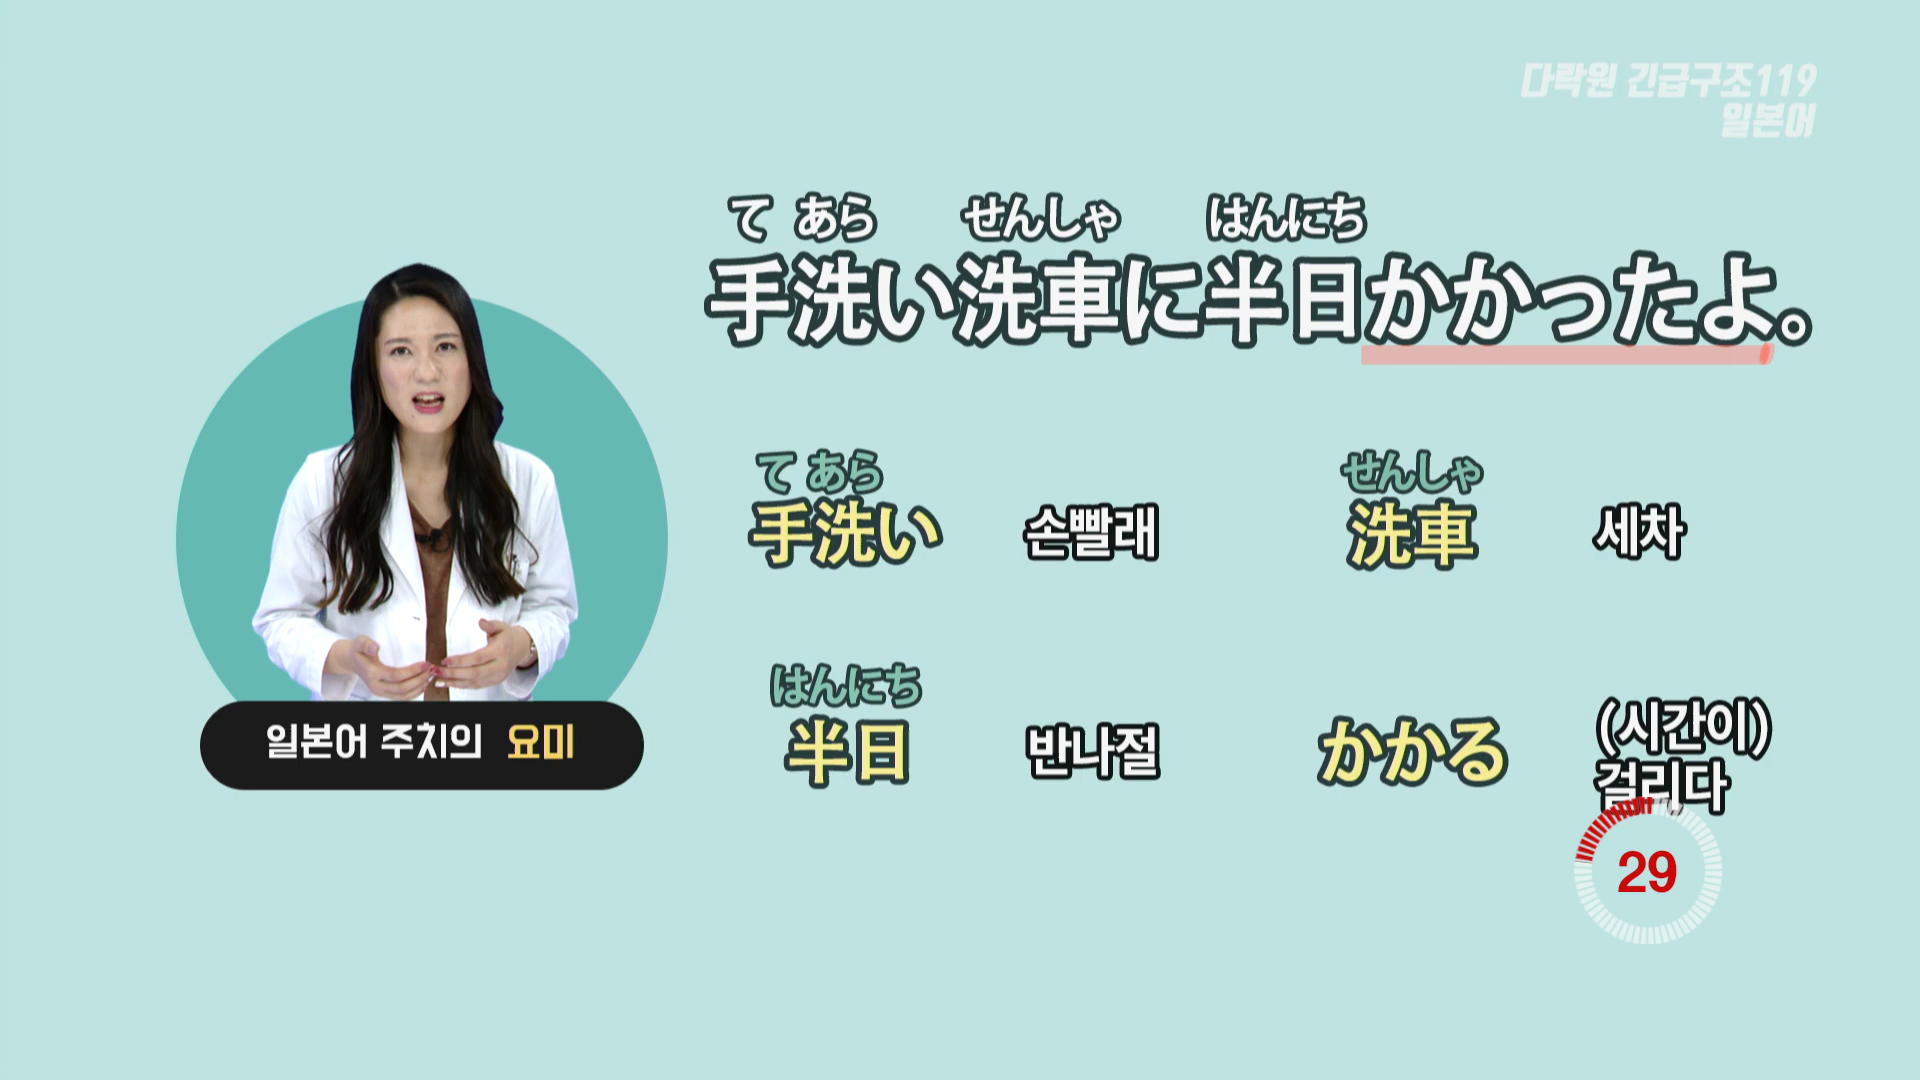 다락원 긴급구조119
일본어
て あら せんしゃ はんにち
手洗い洗車に半日かかったよ。
て あら
手洗い 손빨래
せんしゃ
洗車 세차
はんにち
半日 반나절
かかる (시간이)
걸리다
29
일본어 주치의 요미